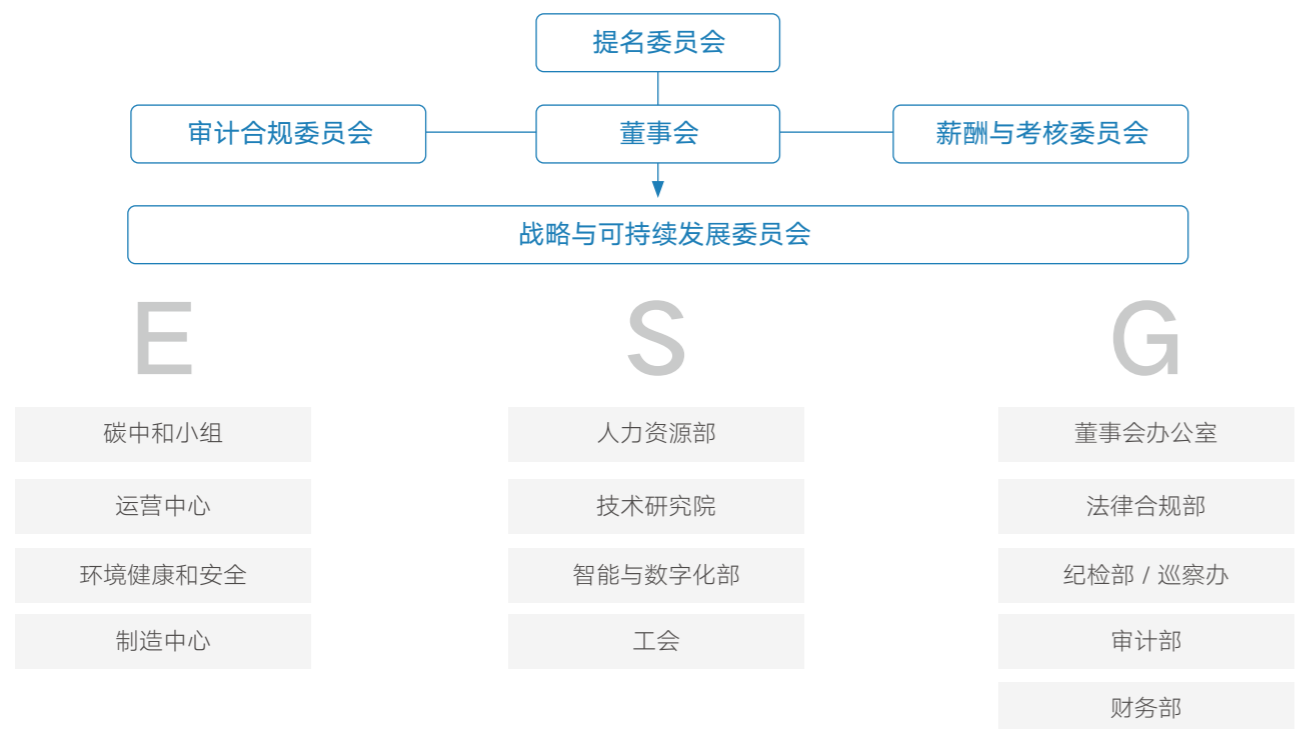 提名委员会
审计合规委员会
董事会
薪酬与考核委员会
战略与可持续发展委员会
E
S
G
碳中和小组
人力资源部
董事会办公室
运营中心
技术研究院
法律合规部
环境健康和安全
智能与数字化部
纪检部 / 巡察办
制造中心
工会
审计部
财务部